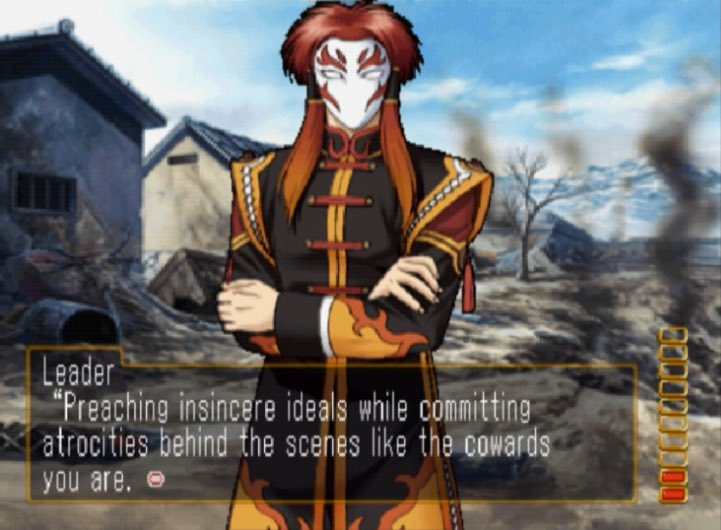 Leader
“Preaching insincere ideals while committing
atrocities behind the scenes like the cowards
you are.